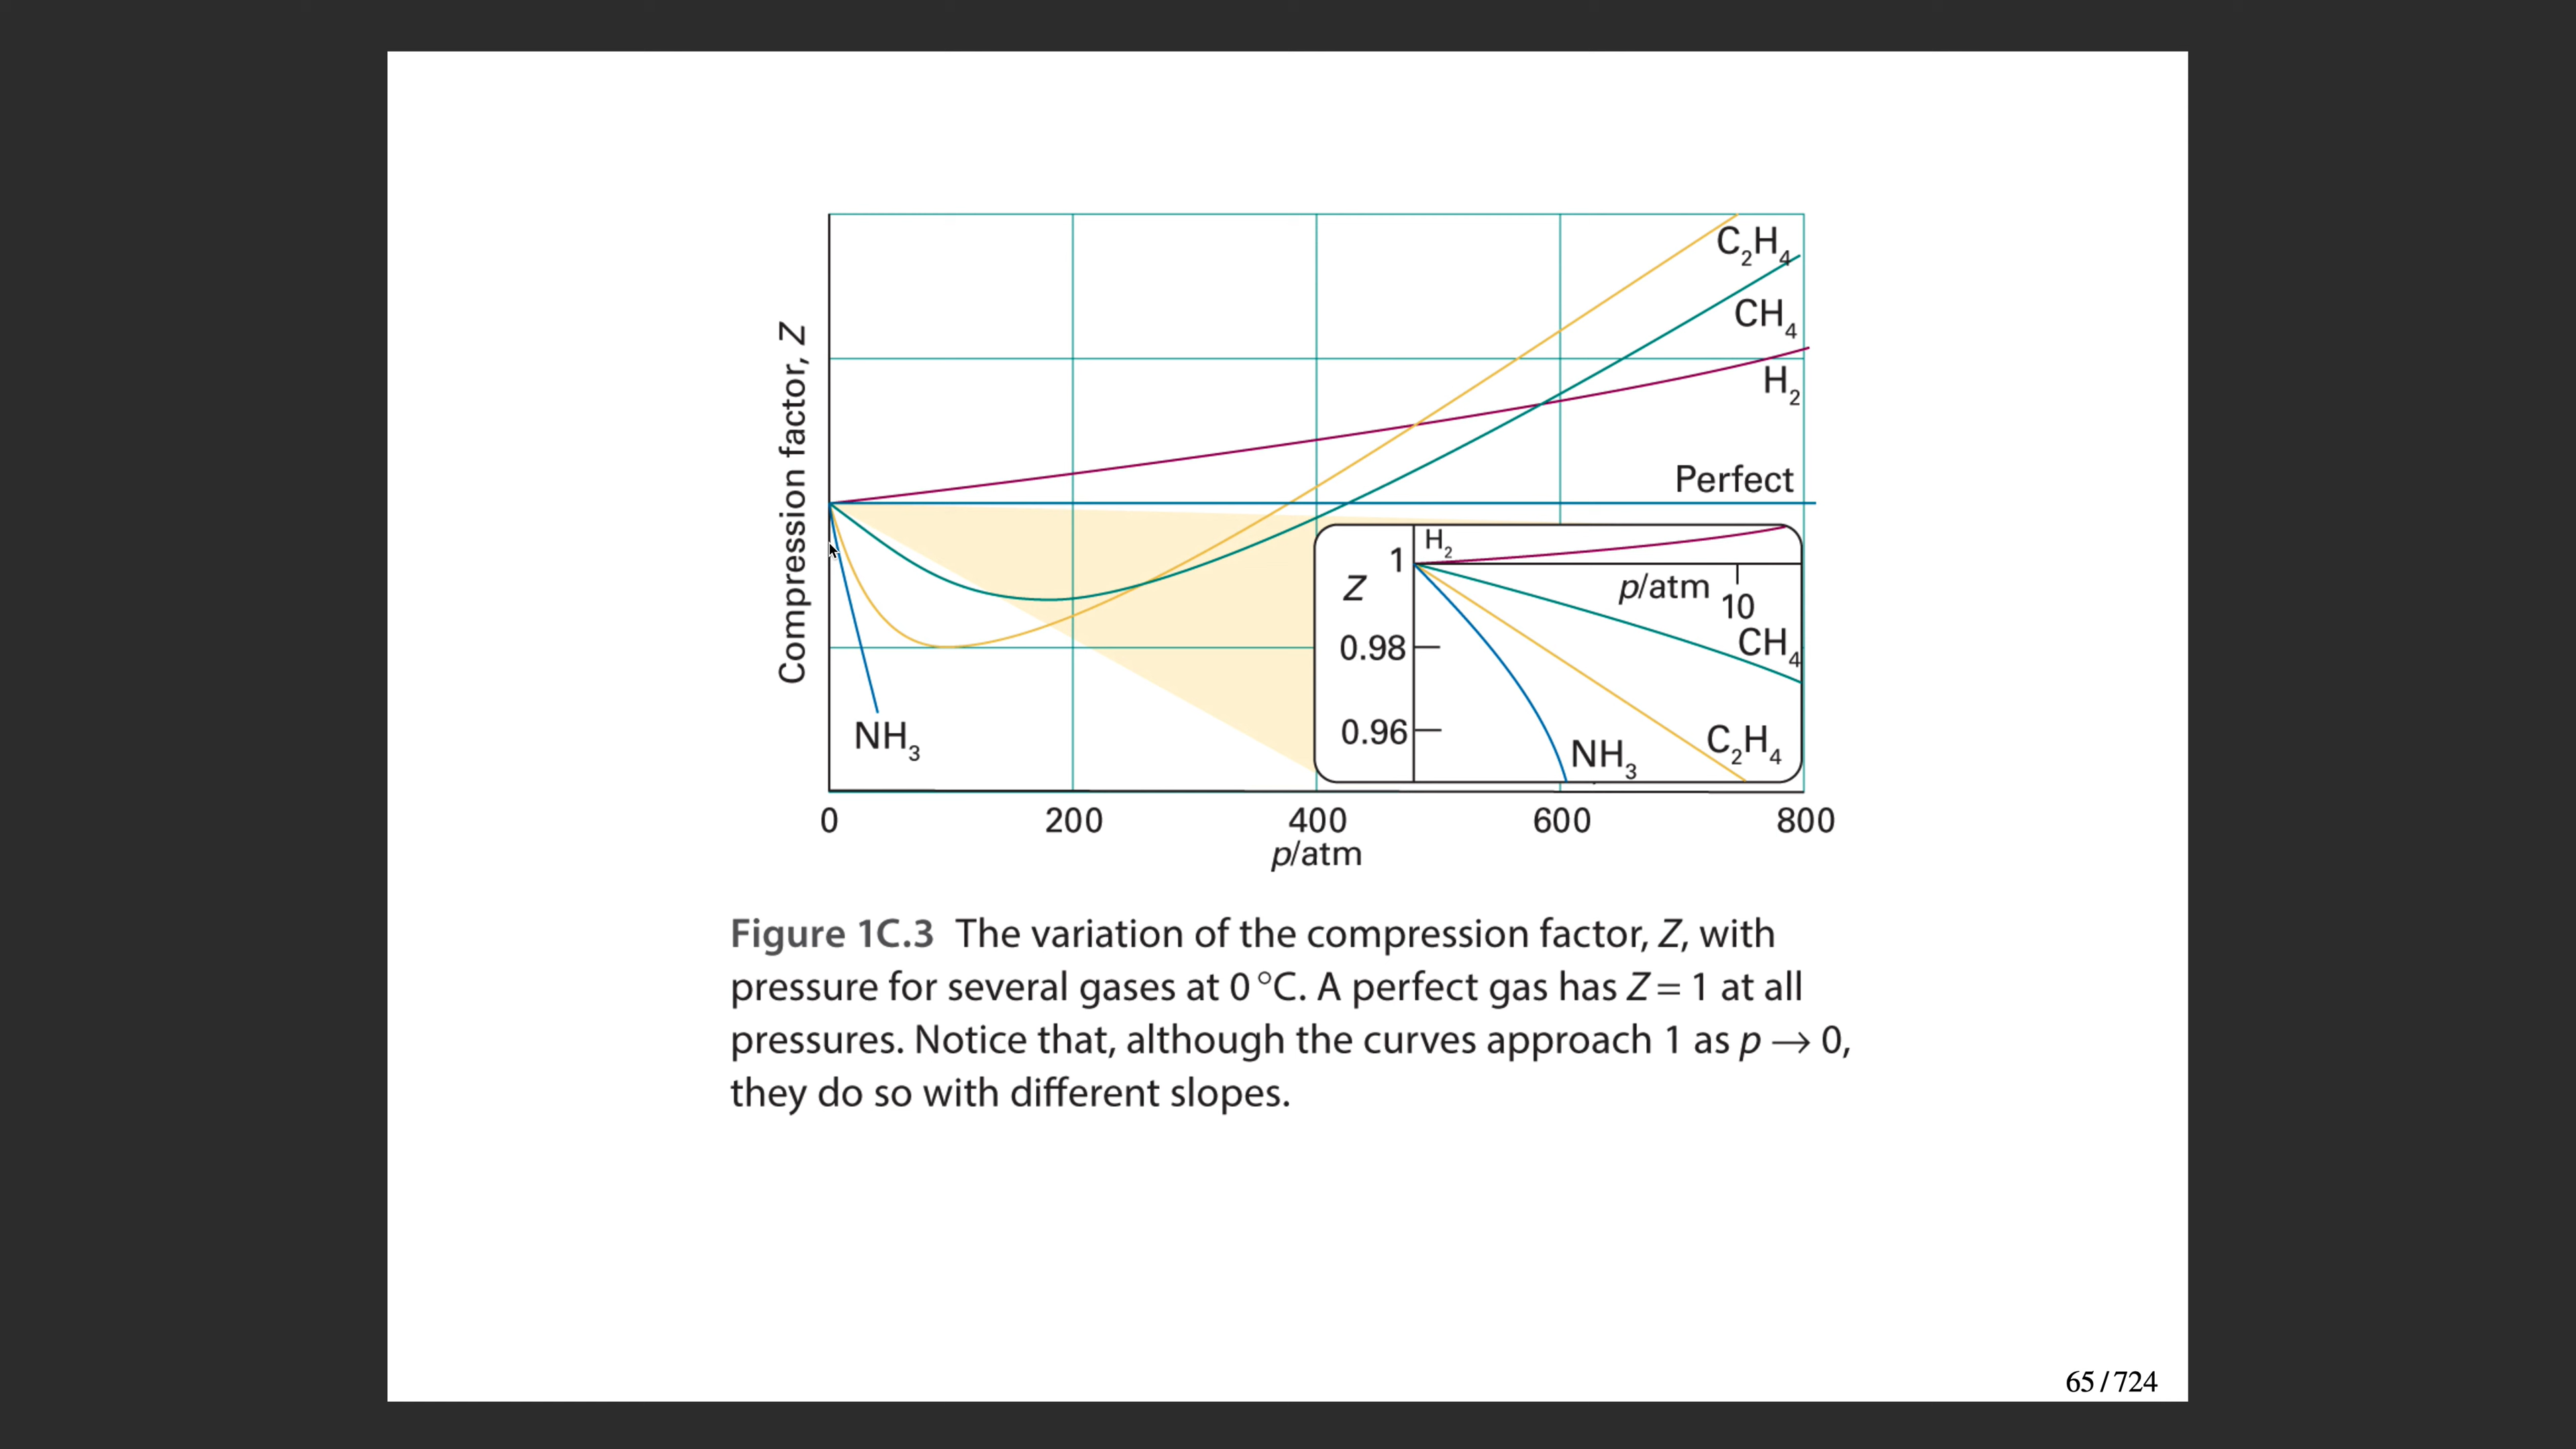 C₂H₄
CH₄
H₂
Perfect
Compression factor, Z
NH₃
H₂
1
Z
p/atm
10
0.98
CH₄
0.96
C₂H₄
NH₃
0 200 400 600 800
p/atm
Figure 1C.3 The variation of the compression factor, Z, with
pressure for several gases at 0 °C. A perfect gas has Z = 1 at all
pressures. Notice that, although the curves approach 1 as p → 0,
they do so with different slopes.
65 / 724